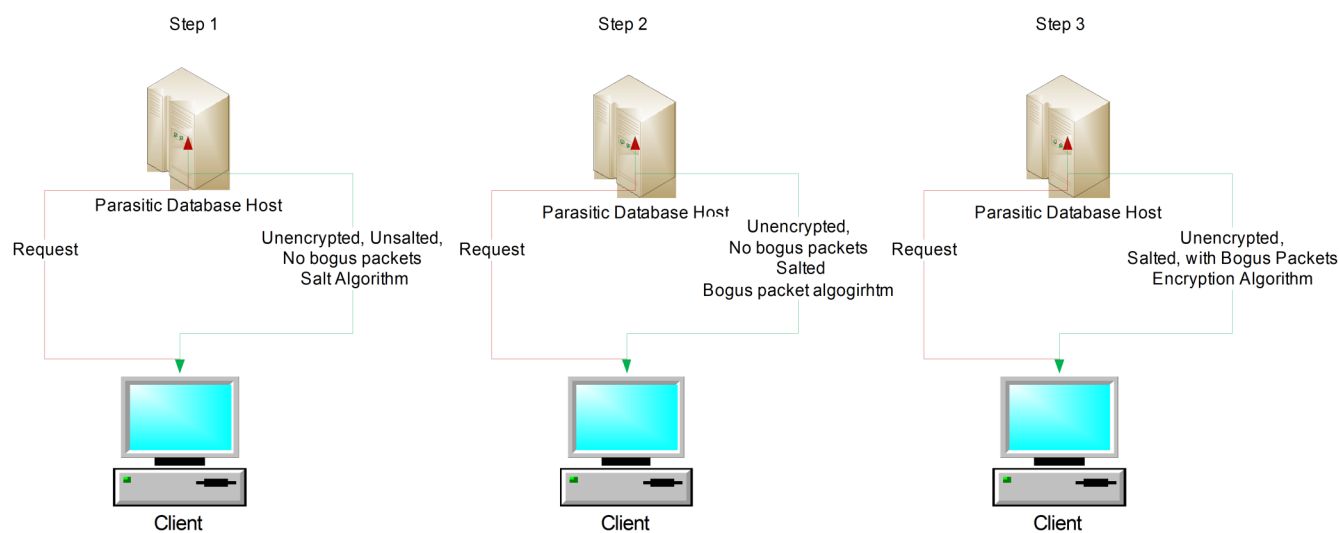 Step 1
Parasitic Database Host
Request
Unencrypted, Unsalted,
No bogus packets
Salt Algorithm
Client
Step 2
Parasitic Database Host
Request
Unencrypted,
No bogus packets
Salted
Bogus packet algogirhtm
Client
Step 3
Parasitic Database Host
Request
Unencrypted,
Salted, with Bogus Packets
Encryption Algorithm
Client